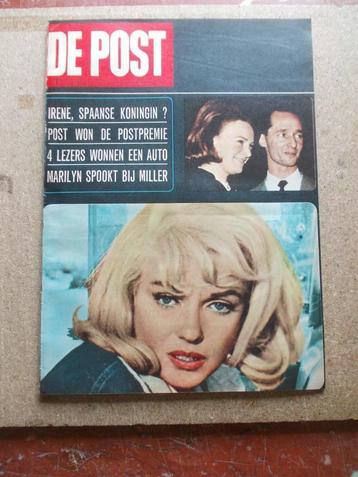 DE POST
IRENE, SPAANSE KONINGIN ?
POST WON DE POSTPREMIE
4 LEZERS WONNEN EEN AUTO
MARILYN SPOOKT BIJ MILLER